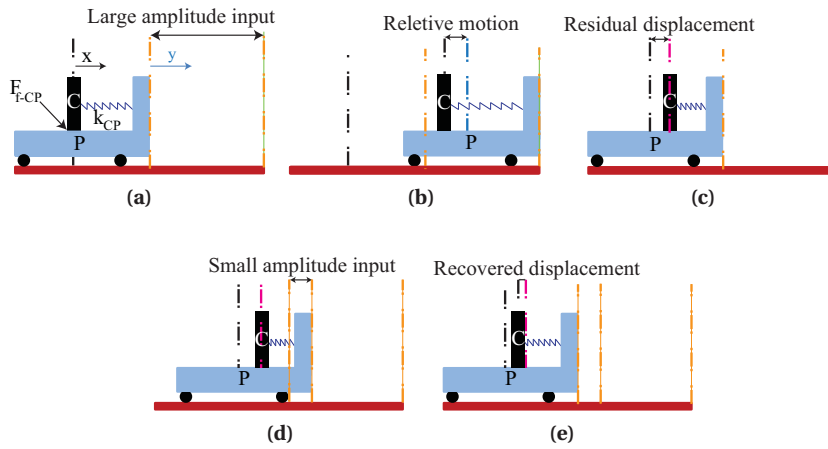 Large amplitude input
x
y
F f-CP
C
k CP
P
(a)
Reletive motion
C
P
(b)
Residual displacement
C
P
(c)
Small amplitude input
C
P
(d)
Recovered displacement
C
P
(e)